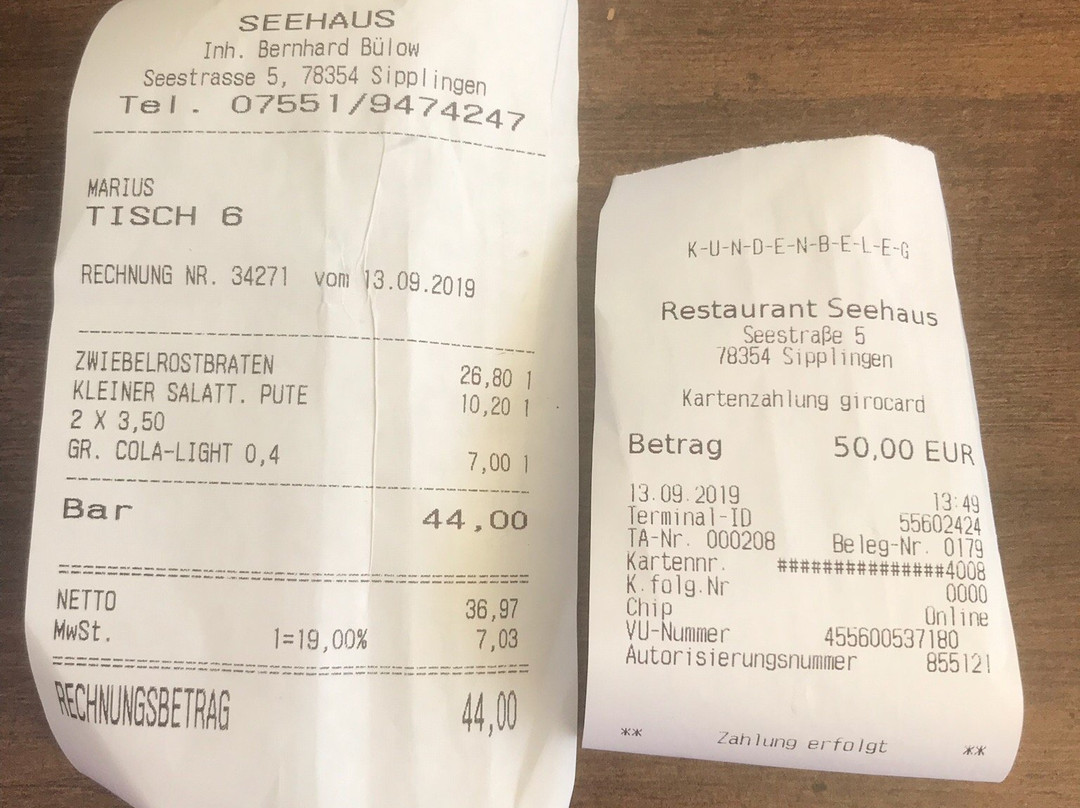 SEEHAUS
Inh. Bernhard Bülow
Seestrasse 5, 78354 Sipplingen
Tel. 07551/9474247
MARIUS
TISCH 6
RECHNUNG NR. 34271 vom 13.09.2019
ZWIEBELROSTBRATEN 26,80 1
KLEINER SALATT. PUTE 10,20 1
2 X 3,50
GR. COLA-LIGHT 0,4 7,00 1
Bar 44,00
NETTO 36,97
MwSt. 1=19,00% 7,03
RECHNUNGSBETRAG 44,00
K-U-N-D-E-N-B-E-L-E-G
Restaurant Seehaus
Seestraße 5
78354 Sipplingen
Kartenzahlung girocard
Betrag 50,00 EUR
13.09.2019 13:49
Terminal-ID 55602424
TA-Nr. 000208 Beleg-Nr. 0179
Kartennr. ###############4008
K.folg.Nr 0000
Chip Online
VU-Nummer 455600537180
Autorisierungsnummer 855121
** Zahlung erfolgt **